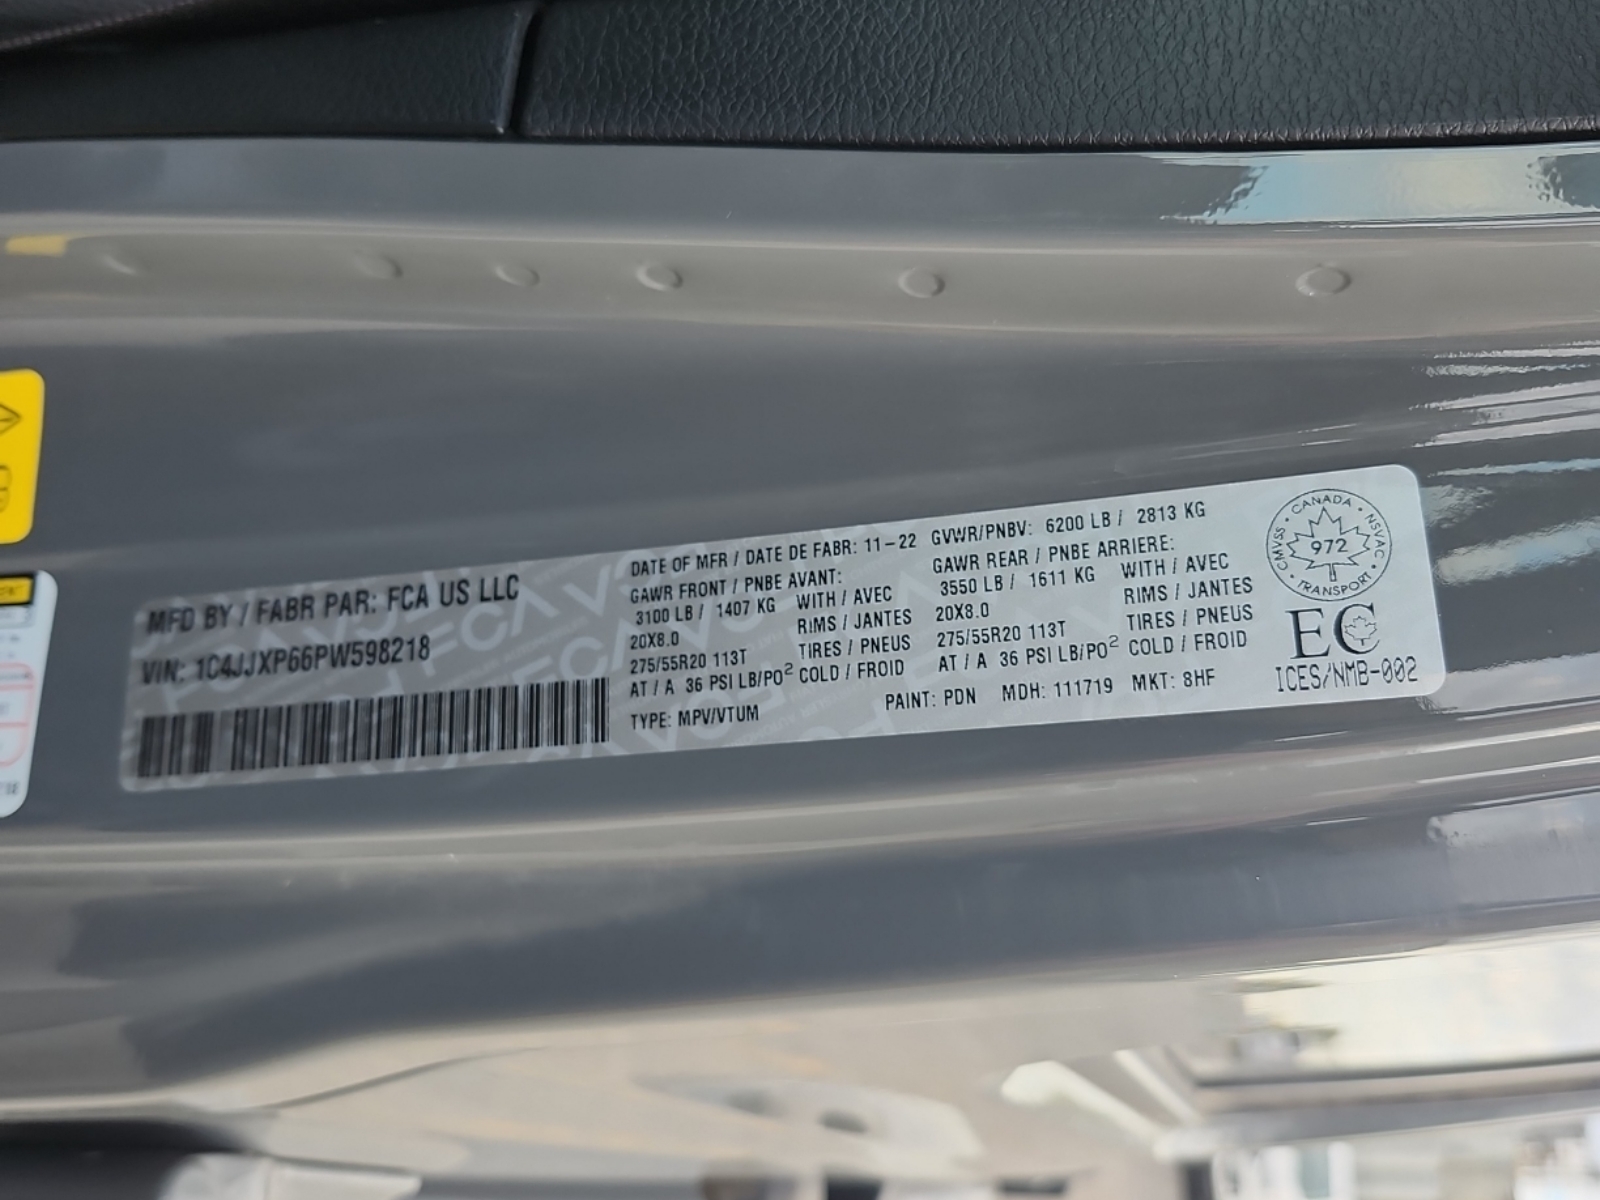 MFD BY / FABR PAR: FCA US LLC
VIN: 1C4JJXP66PW598218
DATE OF MFR / DATE DE FABR: 11-22 GVWR/PNBV: 6200 LB / 2813 KG
GAWR FRONT / PNBE AVANT: GAWR REAR / PNBE ARRIERE:
3100 LB / 1407 KG WITH / AVEC 3550 LB / 1611 KG WITH / AVEC
20X8.0 RIMS / JANTES 20X8.0 RIMS / JANTES
275/55R20 113T TIRES / PNEUS 275/55R20 113T TIRES / PNEUS
AT / A 36 PSI LB/PO² COLD / FROID AT / A 36 PSI LB/PO² COLD / FROID
TYPE: MPV/VTUM PAINT: PDN MDH: 111719 MKT: 8HF
CMVSS • CANADA • NSVAC • TRANSPORT •
972
EC
ICES/NMB-002